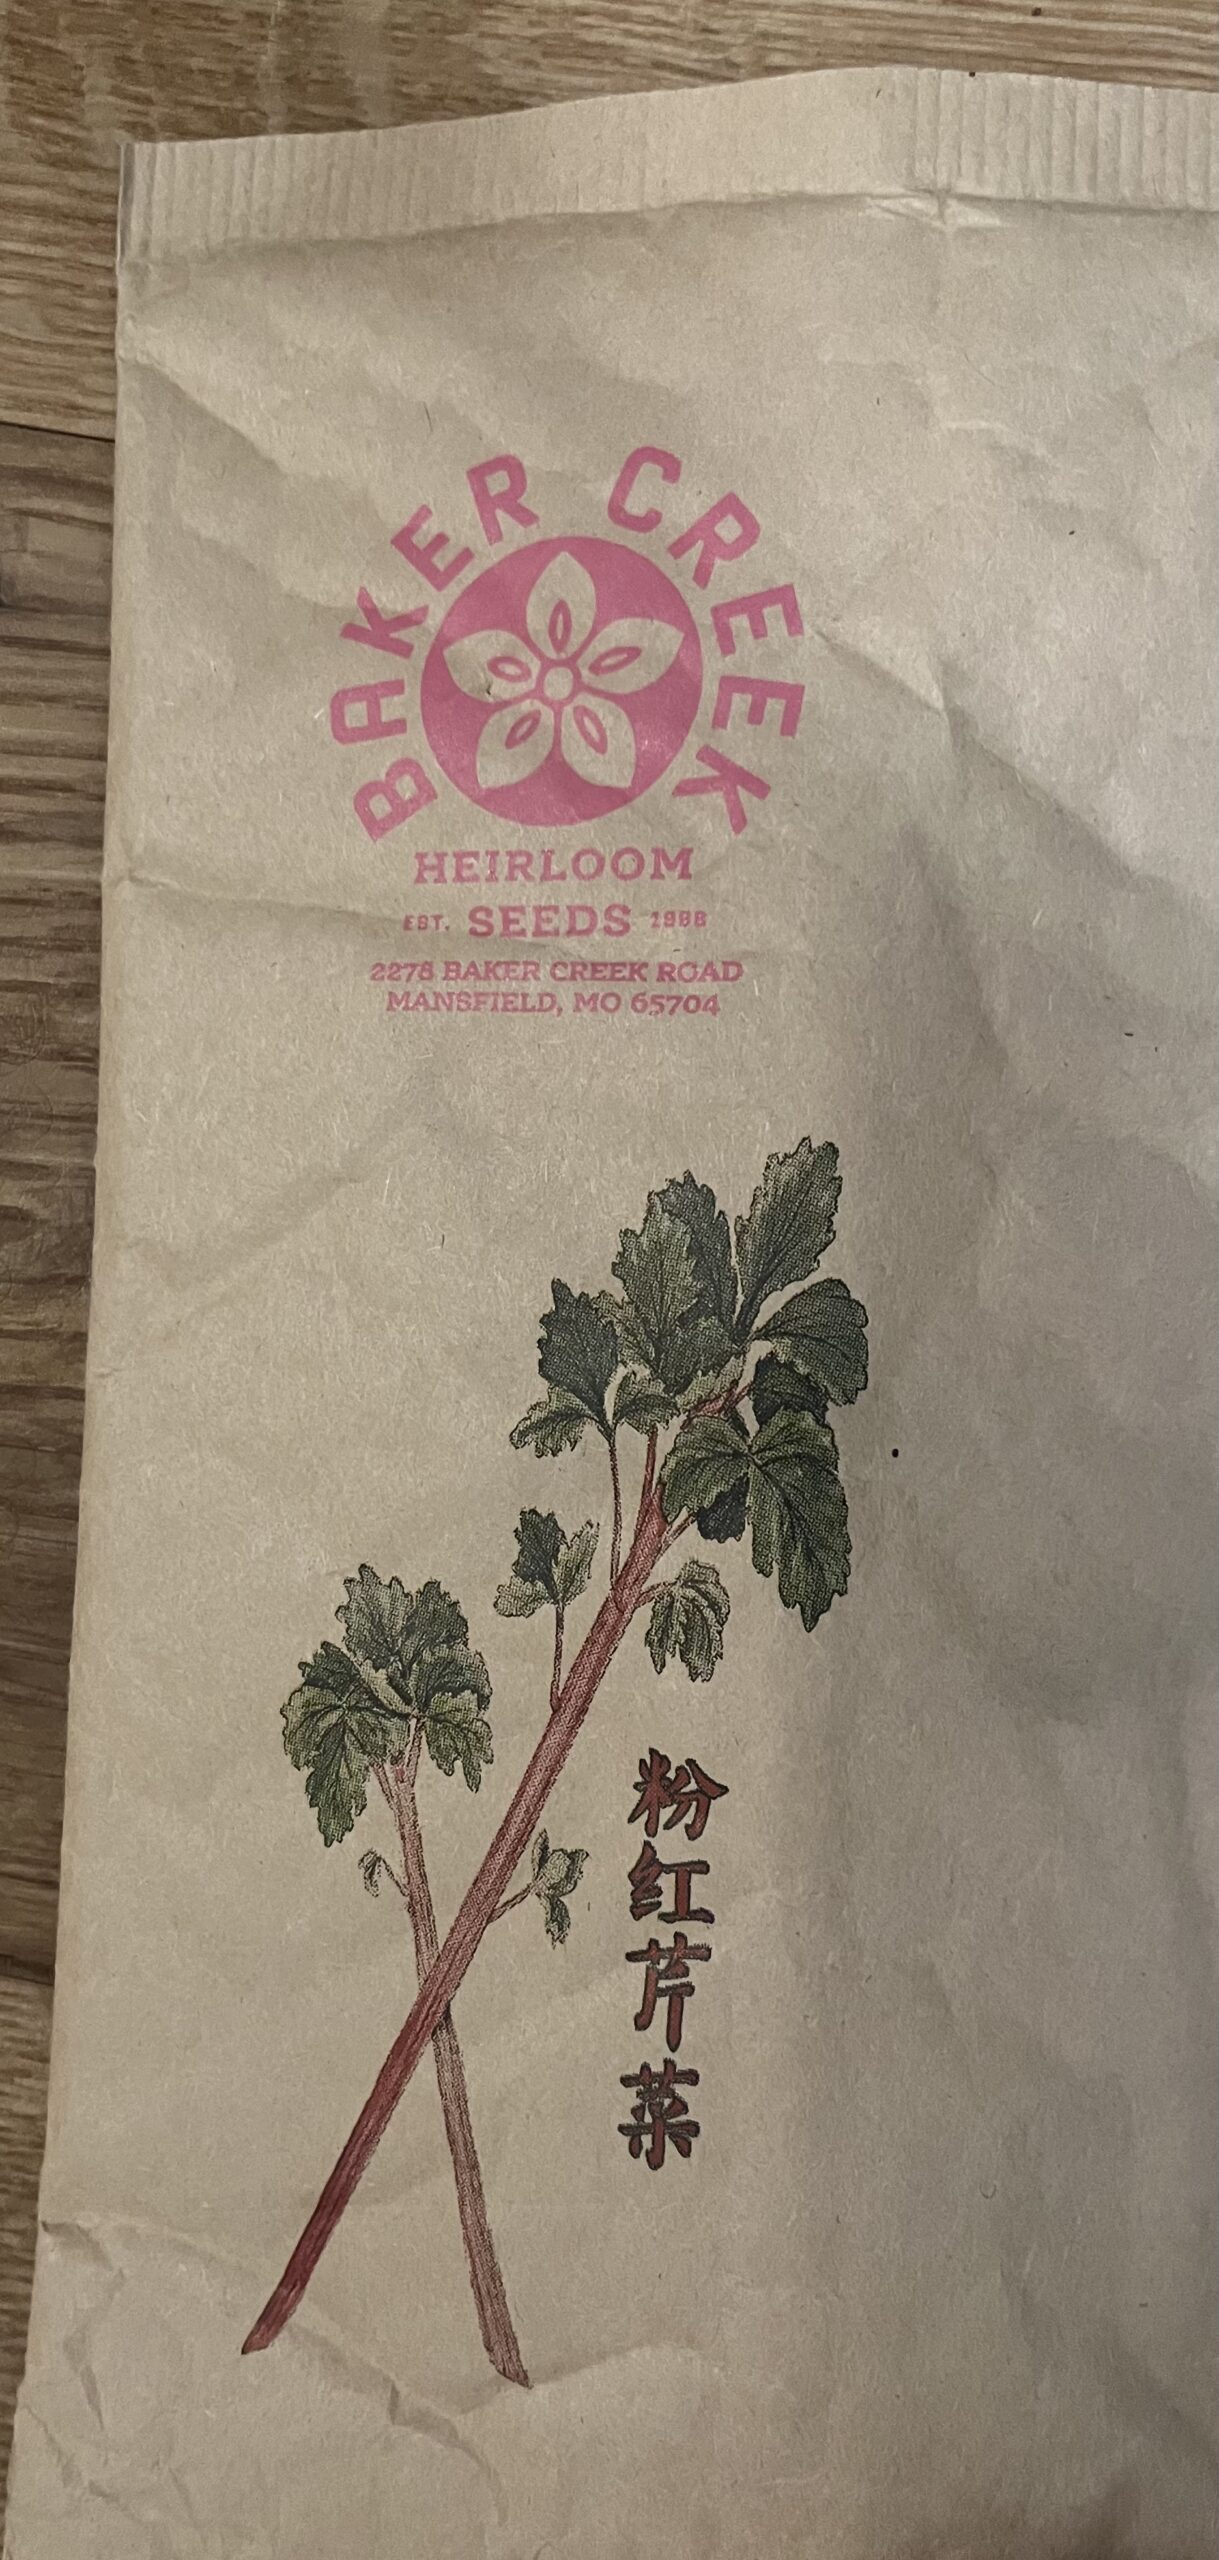 BAKER CREEK
HEIRLOOM
EST. SEEDS 1998
2278 BAKER CREEK ROAD
MANSFIELD, MO 65704
粉红芹菜